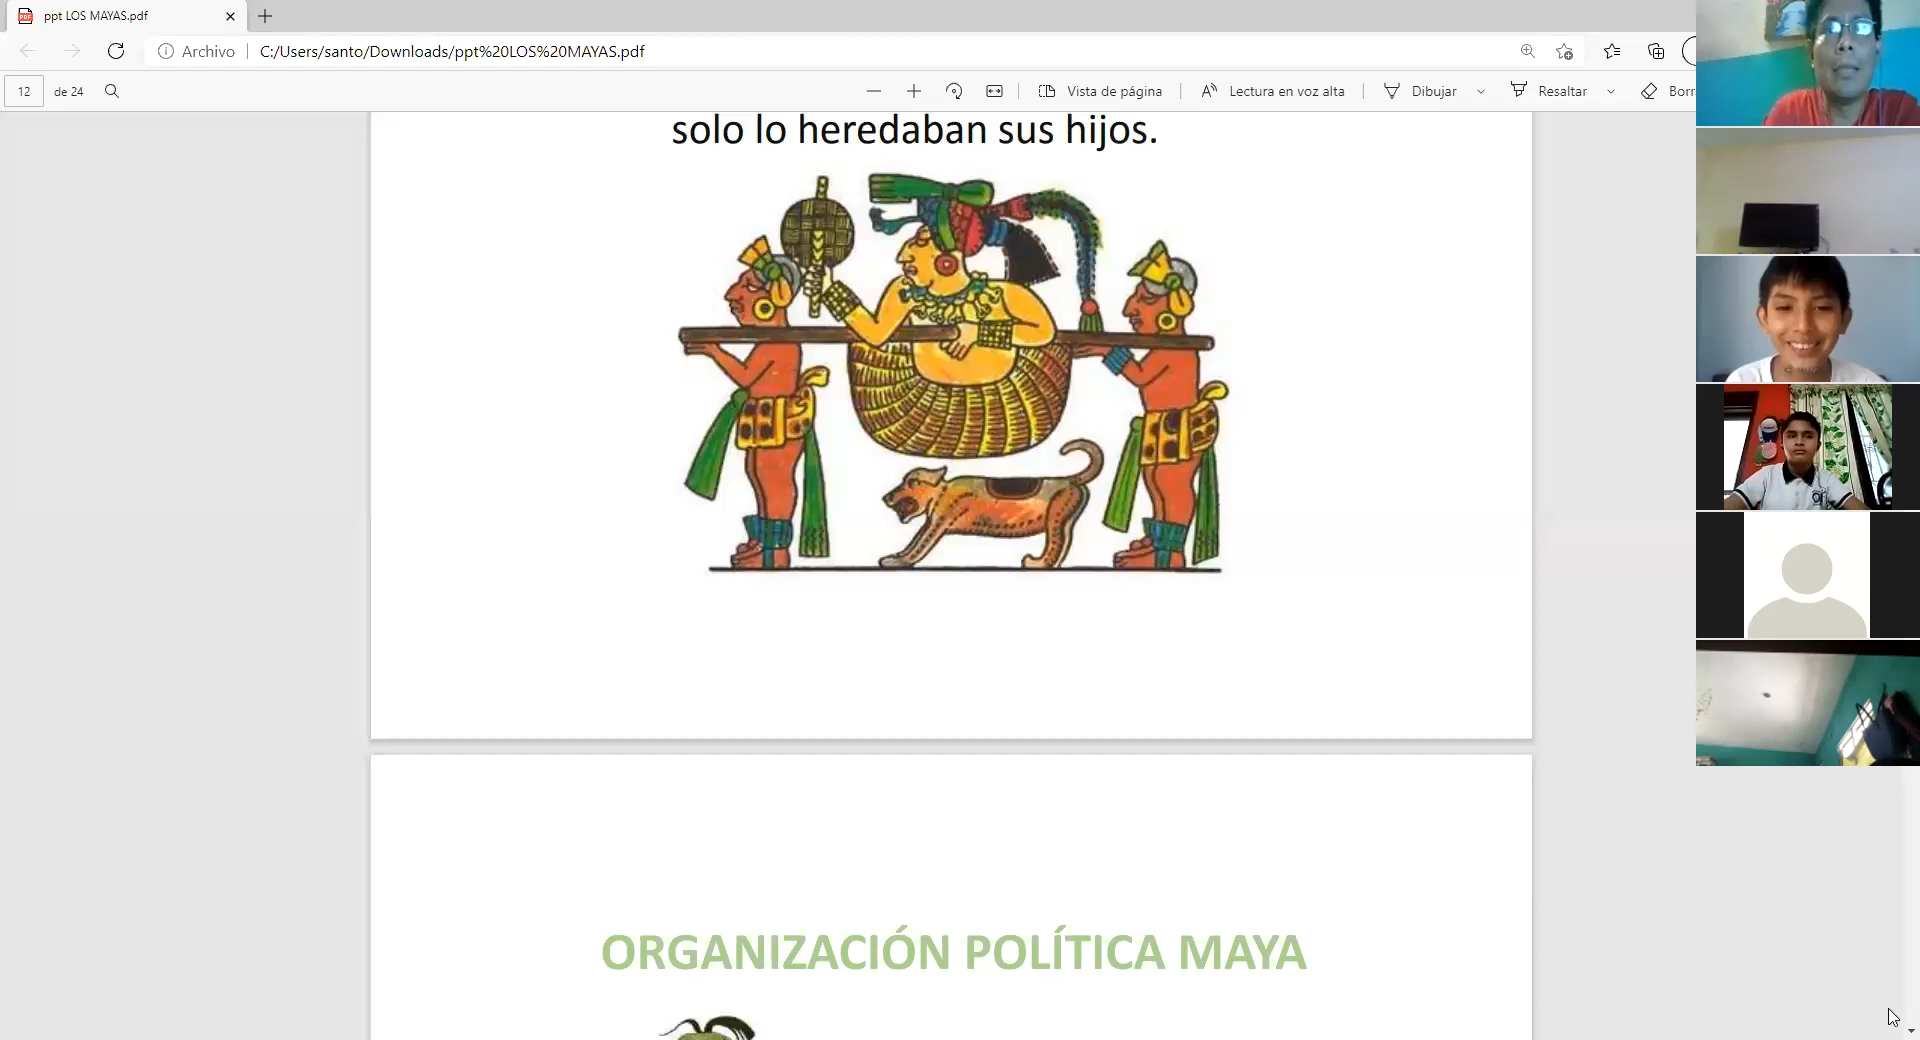 ppt LOS MAYAS.pdf
Archivo
C:/Users/santo/Downloads/ppt%20LOS%20MAYAS.pdf
12 de 24
Vista de página
Lectura en voz alta
Dibujar
Resaltar
Borr
solo lo heredaban sus hijos.
ORGANIZACIÓN POLÍTICA MAYA